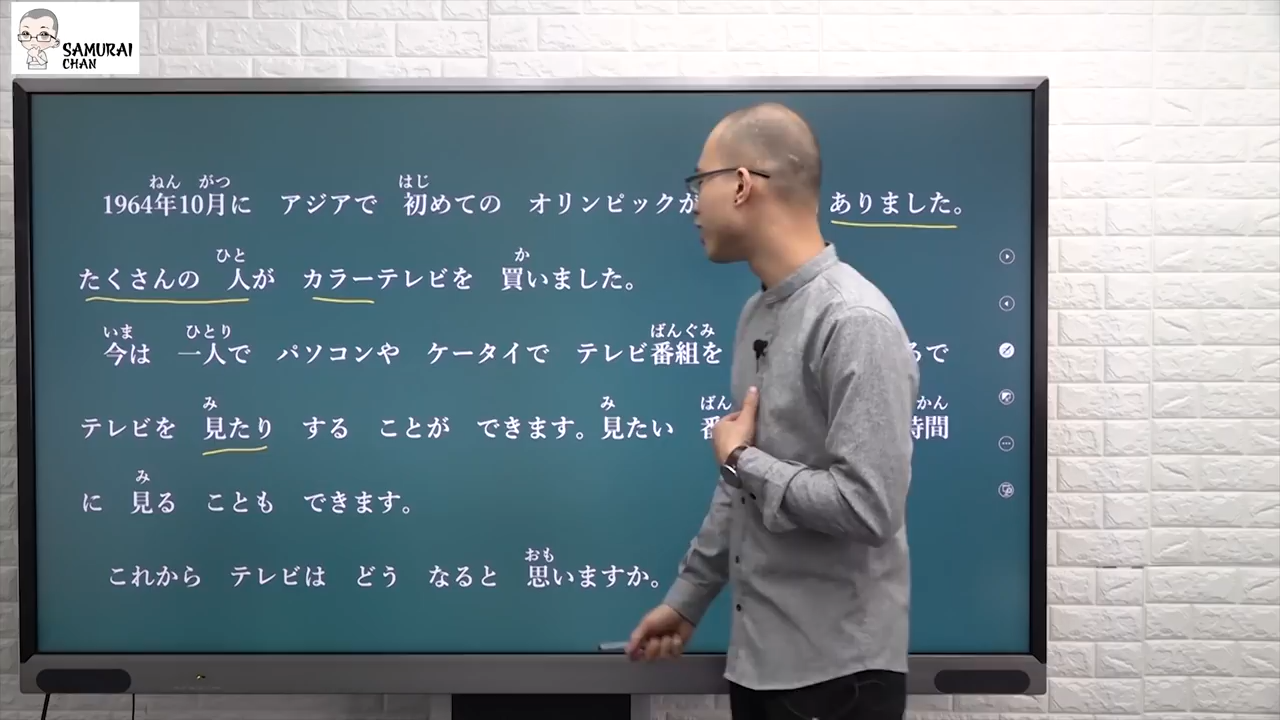 SAMURAI
CHAN
ねん がつ はじ
1964年10月に アジアで 初めての オリンピックが ありました。
ひと か
たくさんの 人が カラーテレビを 買いました。
いま ひとり ばんぐみ
今は 一人で パソコンや ケータイで テレビ番組を るで
み み ばん かん
テレビを 見たり する ことが できます。見たい 番 時間
み
に 見る ことも できます。
おも
これから テレビは どう なると 思いますか。